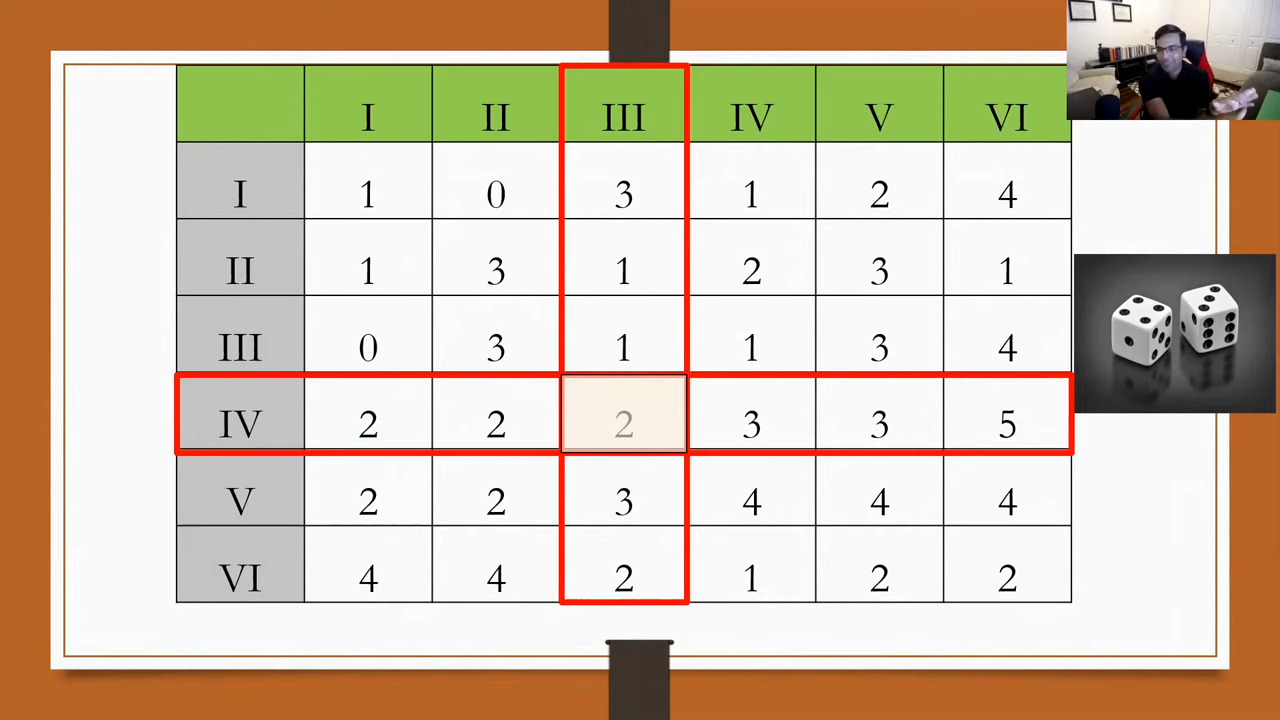 I II III IV V VI
I 1 0 3 1 2 4
II 1 3 1 2 3 1
III 0 3 1 1 3 4
IV 2 2 2 3 3 5
V 2 2 3 4 4 4
VI 4 4 2 1 2 2